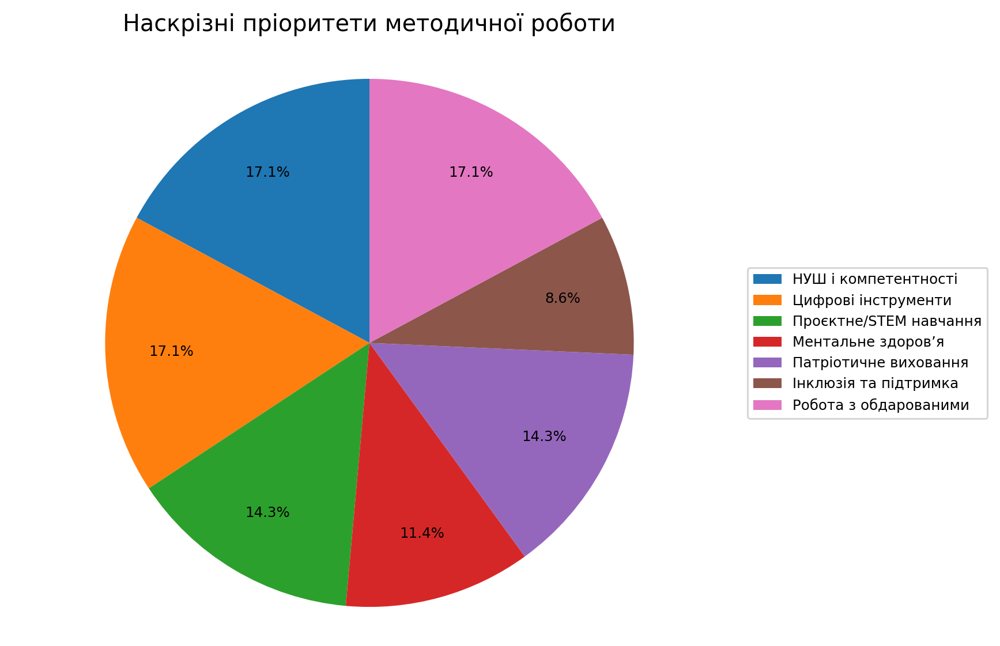 Наскрізні пріоритети методичної роботи
17.1%
17.1%
8.6%
17.1%
14.3%
14.3%
11.4%
НУШ і компетентності
Цифрові інструменти
Проєктне/STEM навчання
Ментальне здоров’я
Патріотичне виховання
Інклюзія та підтримка
Робота з обдарованими